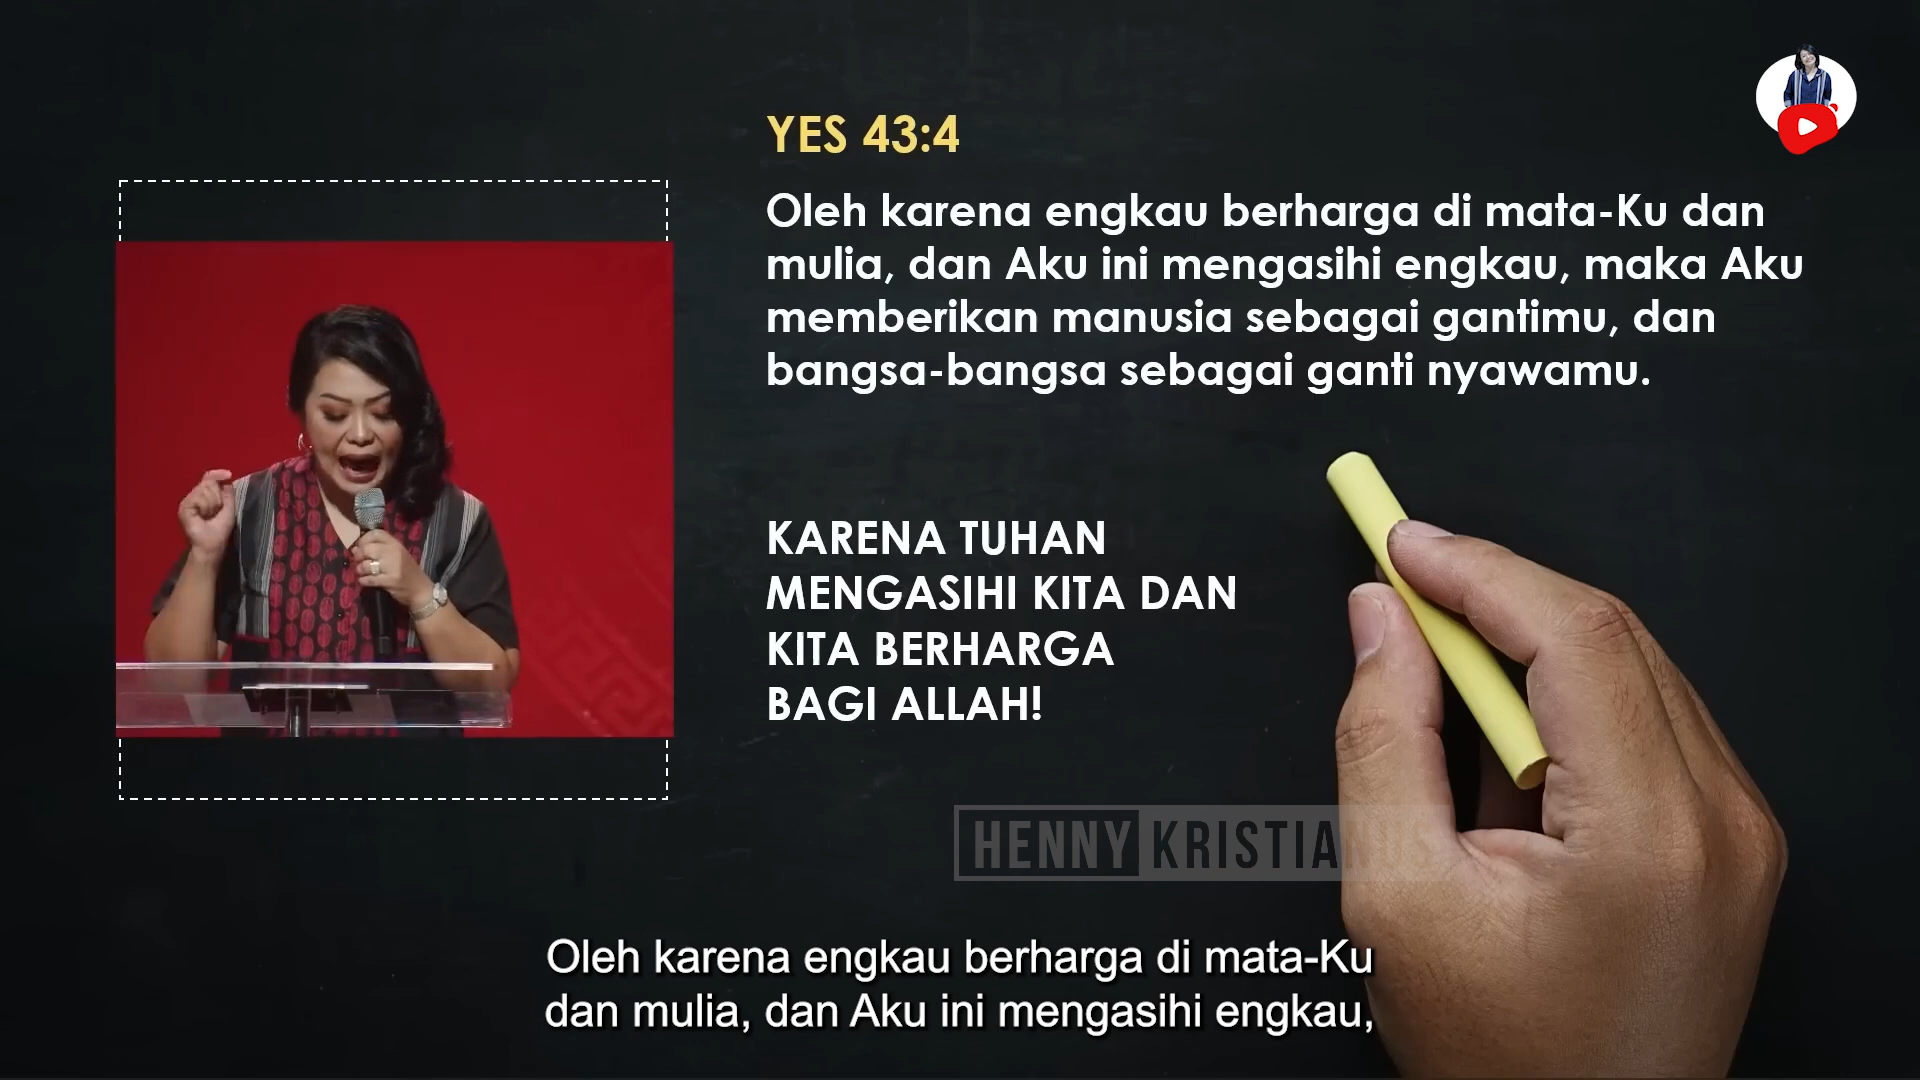 YES 43:4
Oleh karena engkau berharga di mata-Ku dan
mulia, dan Aku ini mengasihi engkau, maka Aku
memberikan manusia sebagai gantimu, dan
bangsa-bangsa sebagai ganti nyawamu.
KARENA TUHAN
MENGASIHI KITA DAN
KITA BERHARGA
BAGI ALLAH!
HENNY KRISTIANUS
Oleh karena engkau berharga di mata-Ku
dan mulia, dan Aku ini mengasihi engkau,